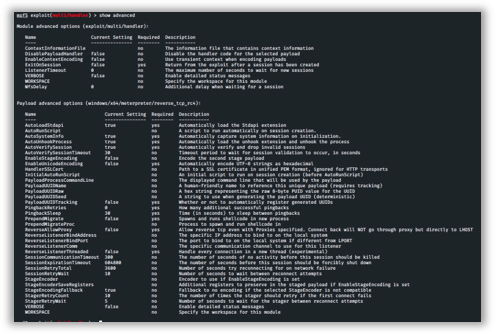 msf5 exploit(multi/handler) > show advanced
Module advanced options (exploit/multi/handler):
Name Current Setting Required Description
---- --------------- -------- -----------
ContextInformationFile no The information file that contains context information
DisablePayloadHandler false no Disable the handler code for the selected payload
EnableContextEncoding false no Use transient context when encoding payloads
ExitOnSession false yes Return from the exploit after a session has been created
ListenerTimeout 0 no The maximum number of seconds to wait for new sessions
VERBOSE false no Enable detailed status messages
WORKSPACE no Specify the workspace for this module
WfsDelay 0 no Additional delay when waiting for a session
Payload advanced options (windows/x64/meterpreter/reverse_tcp_rc4):
Name Current Setting Required Description
---- --------------- -------- -----------
AutoLoadStdapi true yes Automatically load the Stdapi extension
AutoRunScript no A script to run automatically on session creation.
AutoSystemInfo true yes Automatically capture system information on initialization.
AutoUnhookProcess false yes Automatically load the unhook extension and unhook the process
AutoVerifySession true yes Automatically verify and drop invalid sessions
AutoVerifySessionTimeout 30 no Timeout period to wait for session validation to occur, in seconds
EnableStageEncoding false no Encode the second stage payload
EnableUnicodeEncoding false yes Automatically encode UTF-8 strings as hexadecimal
HandlerSSLCert no Path to a SSL certificate in unified PEM format, ignored for HTTP transports
InitialAutoRunScript no An initial script to run on session creation (before AutoRunScript)
PayloadProcessCommandLine no The displayed command line that will be used by the payload
PayloadUUIDName no A human-friendly name to reference this unique payload (requires tracking)
PayloadUUIDRaw no A hex string representing the raw 8-byte PUID value for the UUID
PayloadUUIDSeed no A string to use when generating the payload UUID (deterministic)
PayloadUUIDTracking false yes Whether or not to automatically register generated UUIDs
PingbackRetries 0 yes How many additional successful pingbacks
PingbackSleep 30 yes Time (in seconds) to sleep between pingbacks
PrependMigrate false yes Spawns and runs shellcode in new process
PrependMigrateProc no Process to spawn and run shellcode in
ReverseAllowProxy false yes Allow reverse tcp even with Proxies specified. Connect back will NOT go through proxy but directly to LHOST
ReverseListenerBindAddress no The specific IP address to bind to on the local system
ReverseListenerBindPort no The port to bind to on the local system if different from LPORT
ReverseListenerComm no The specific communication channel to use for this listener
ReverseListenerThreaded false yes Handle every connection in a new thread (experimental)
SessionCommunicationTimeout 300 no The number of seconds of no activity before this session should be killed
SessionExpirationTimeout 604800 no The number of seconds before this session should be forcibly shut down
SessionRetryTotal 3600 no Number of seconds try reconnecting for on network failure
SessionRetryWait 10 no Number of seconds to wait between reconnect attempts
StageEncoder no Encoder to use if EnableStageEncoding is set
StageEncoderSaveRegisters no Additional registers to preserve in the staged payload if EnableStageEncoding is set
StageEncodingFallback true no Fallback to no encoding if the selected StageEncoder is not compatible
StagerRetryCount 10 no The number of times the stager should retry if the first connect fails
StagerRetryWait 5 no Number of seconds to wait for the stager between reconnect attempts
VERBOSE false no Enable detailed status messages
WORKSPACE no Specify the workspace for this module